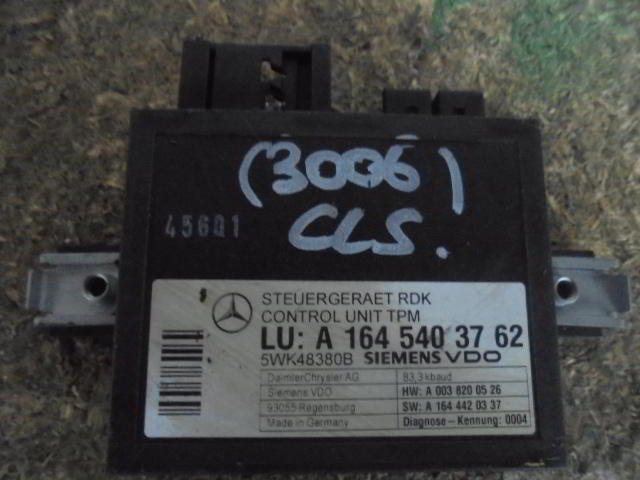 (3006)
CLS.
45601
STEUERGERAET RDK
CONTROL UNIT TPM
LU: A 164 540 37 62
5WK48380B SIEMENS VDO
DaimlerChrysler AG 83,3 kbaud
Siemens VDO HW: A 003 820 05 26
93055 Regensburg SW: A 164 442 03 37
Made in Germany Diagnose - Kennung: 0004